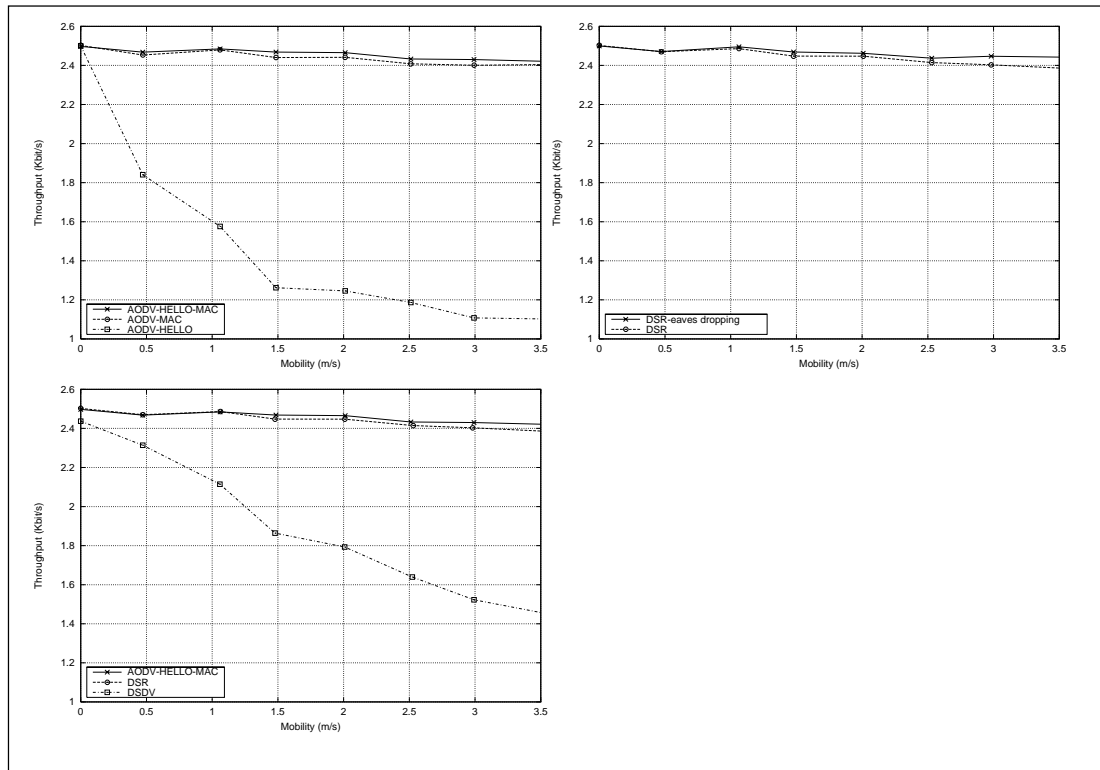 2.6
2.4
2.2
2
1.8
1.6
1.4
1.2
1
Throughput (Kbit/s)
AODV-HELLO-MAC
AODV-MAC
AODV-HELLO
0 0.5 1 1.5 2 2.5 3 3.5
Mobility (m/s)
2.6
2.4
2.2
2
1.8
1.6
1.4
1.2
1
Throughput (Kbit/s)
DSR-eaves dropping
DSR
0 0.5 1 1.5 2 2.5 3 3.5
Mobility (m/s)
2.6
2.4
2.2
2
1.8
1.6
1.4
1.2
1
Throughput (Kbit/s)
AODV-HELLO-MAC
DSR
DSDV
0 0.5 1 1.5 2 2.5 3 3.5
Mobility (m/s)